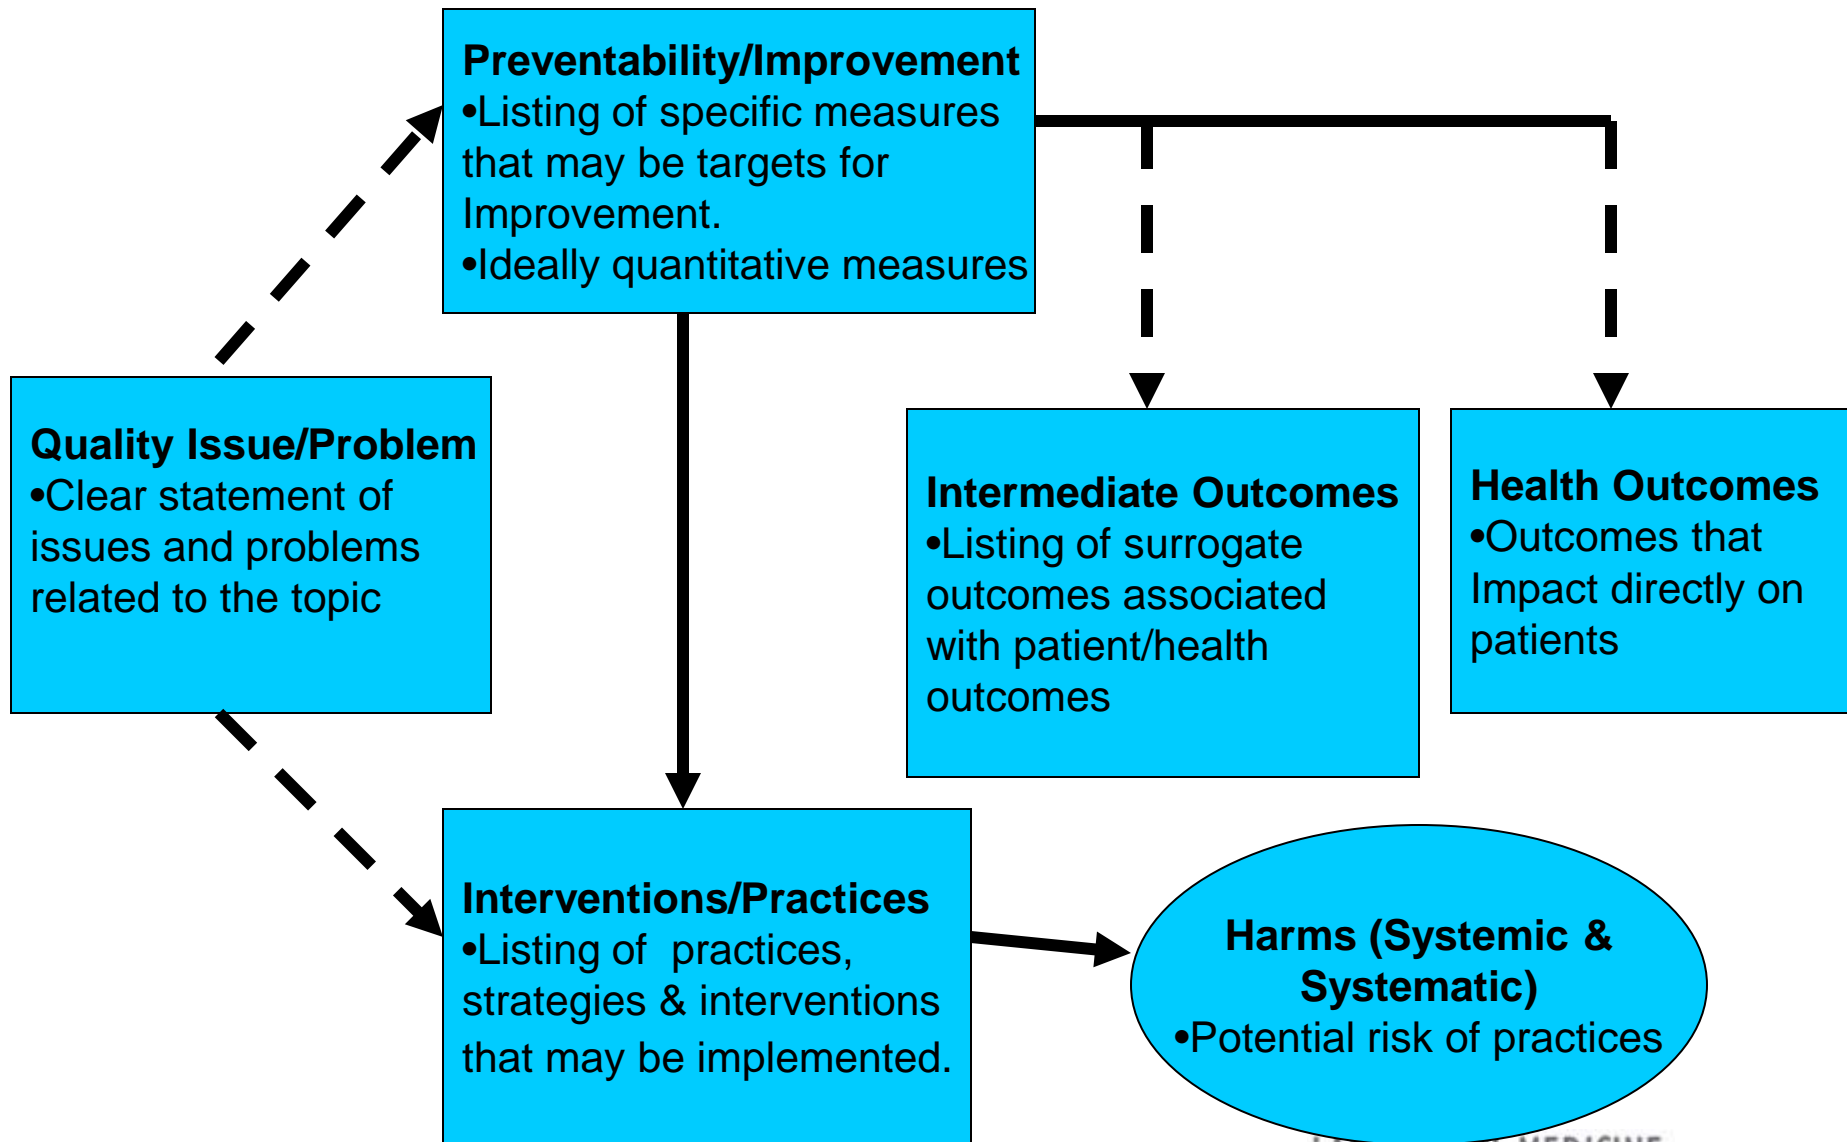 Preventability/Improvement
•Listing of specific measures
that may be targets for
Improvement.
•Ideally quantitative measures
Quality Issue/Problem
•Clear statement of
issues and problems
related to the topic
Intermediate Outcomes
•Listing of surrogate
outcomes associated
with patient/health
outcomes
Health Outcomes
•Outcomes that
Impact directly on
patients
Interventions/Practices
•Listing of practices,
strategies & interventions
that may be implemented.
Harms (Systemic &
Systematic)
•Potential risk of practices
MEDICINE